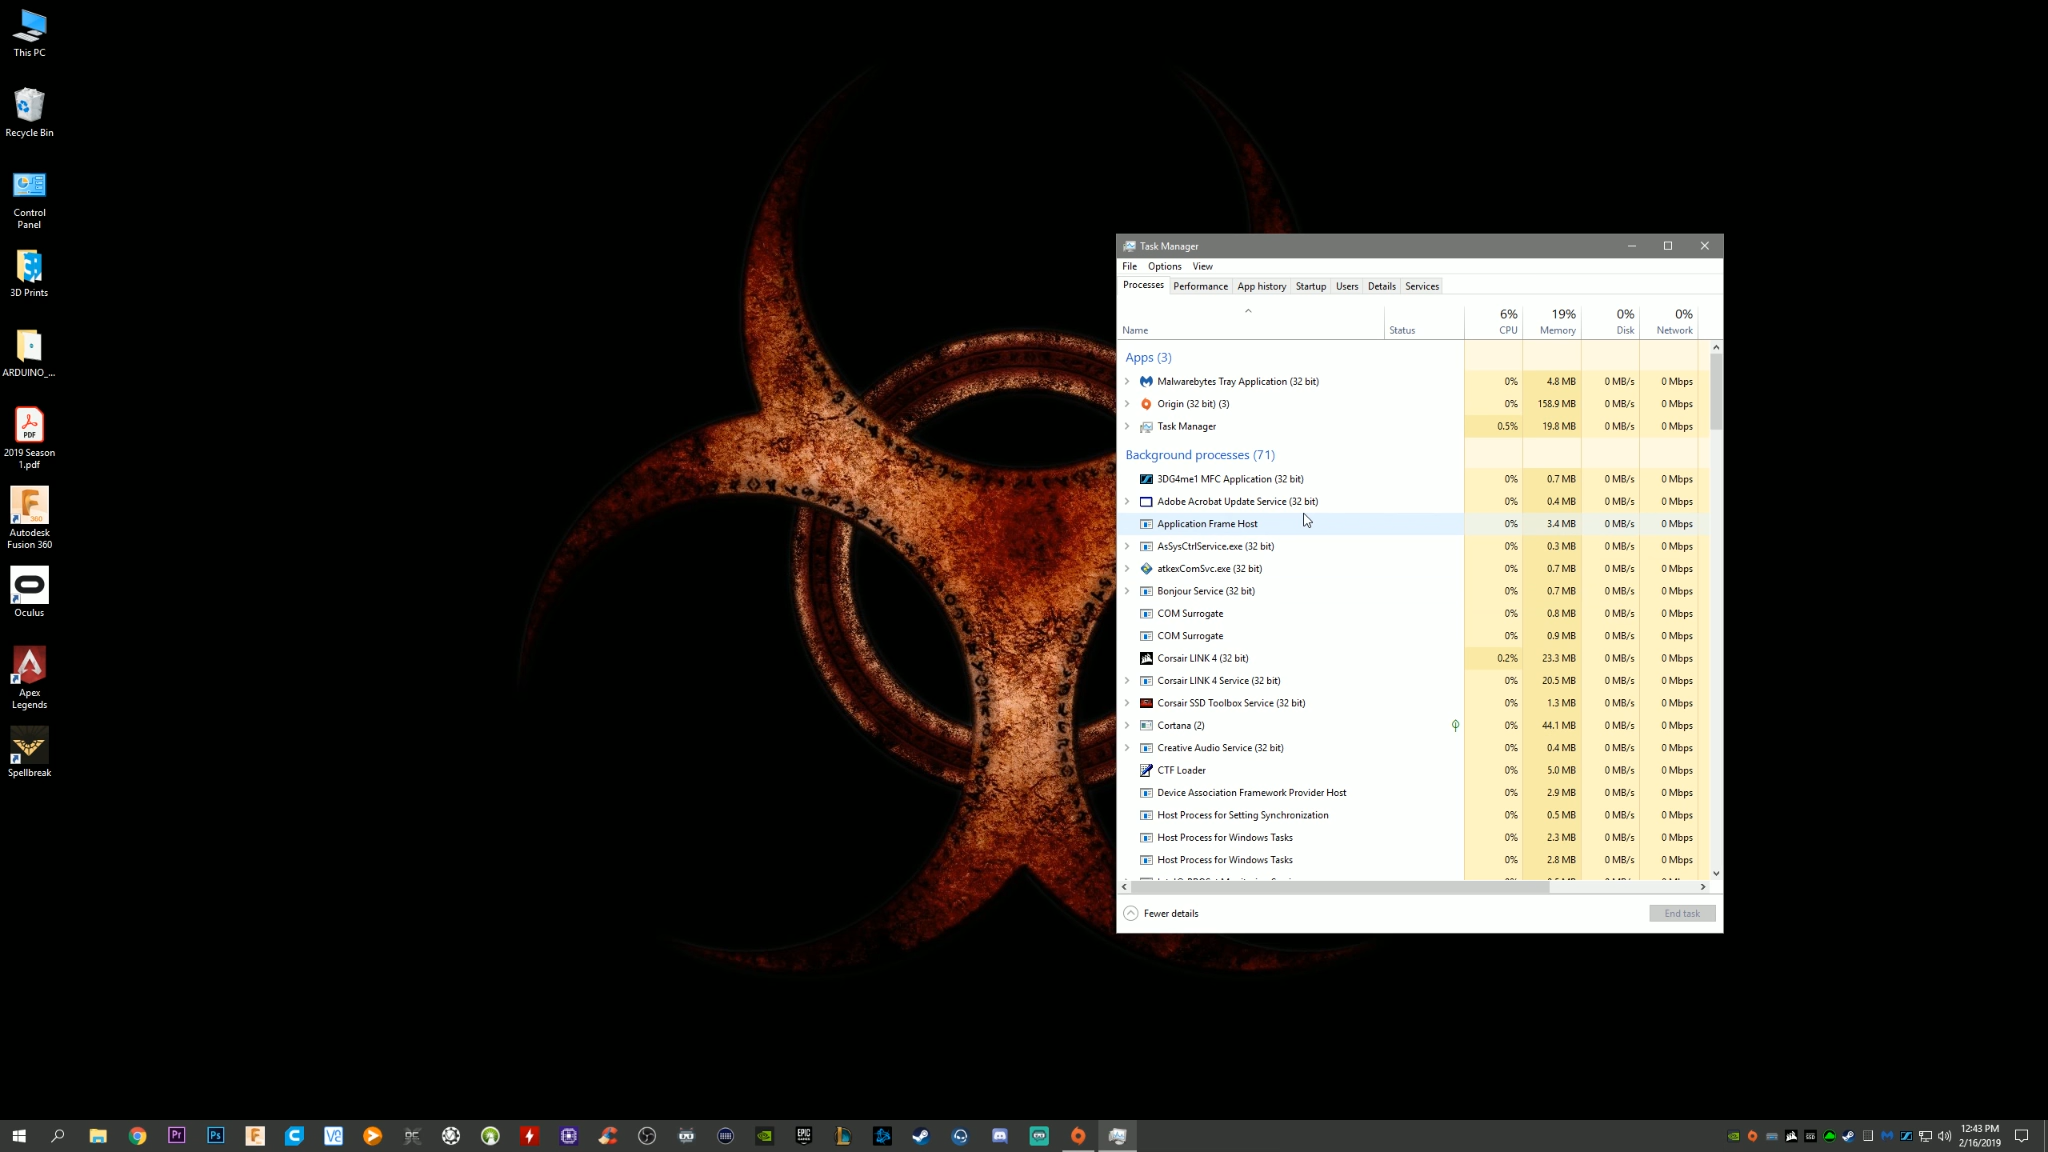 This PC
Recycle Bin
Control
Panel
3D Prints
ARDUINO_...
PDF
2019 Season
1.pdf
360
Autodesk
Fusion 360
Oculus
Apex
Legends
Spellbreak
Task Manager
File Options View
Processes Performance App history Startup Users Details Services
6% 19% 0% 0%
Name Status CPU Memory Disk Network
Apps (3)
Malwarebytes Tray Application (32 bit) 0% 4.8 MB 0 MB/s 0 Mbps
Origin (32 bit) (3) 0% 158.9 MB 0 MB/s 0 Mbps
Task Manager 0.5% 19.8 MB 0 MB/s 0 Mbps
Background processes (71)
3DG4me1 MFC Application (32 bit) 0% 0.7 MB 0 MB/s 0 Mbps
Adobe Acrobat Update Service (32 bit) 0% 0.4 MB 0 MB/s 0 Mbps
Application Frame Host 0% 3.4 MB 0 MB/s 0 Mbps
AsSysCtrlService.exe (32 bit) 0% 0.3 MB 0 MB/s 0 Mbps
atkexComSvc.exe (32 bit) 0% 0.7 MB 0 MB/s 0 Mbps
Bonjour Service (32 bit) 0% 0.7 MB 0 MB/s 0 Mbps
COM Surrogate 0% 0.8 MB 0 MB/s 0 Mbps
COM Surrogate 0% 0.9 MB 0 MB/s 0 Mbps
Corsair LINK 4 (32 bit) 0.2% 23.3 MB 0 MB/s 0 Mbps
Corsair LINK 4 Service (32 bit) 0% 20.5 MB 0 MB/s 0 Mbps
Corsair SSD Toolbox Service (32 bit) 0% 1.3 MB 0 MB/s 0 Mbps
Cortana (2) 0% 44.1 MB 0 MB/s 0 Mbps
Creative Audio Service (32 bit) 0% 0.4 MB 0 MB/s 0 Mbps
CTF Loader 0% 5.0 MB 0 MB/s 0 Mbps
Device Association Framework Provider Host 0% 2.9 MB 0 MB/s 0 Mbps
Host Process for Setting Synchronization 0% 0.5 MB 0 MB/s 0 Mbps
Host Process for Windows Tasks 0% 2.3 MB 0 MB/s 0 Mbps
Host Process for Windows Tasks 0% 2.8 MB 0 MB/s 0 Mbps
Fewer details End task
Pr Ps
12:43 PM
2/16/2019